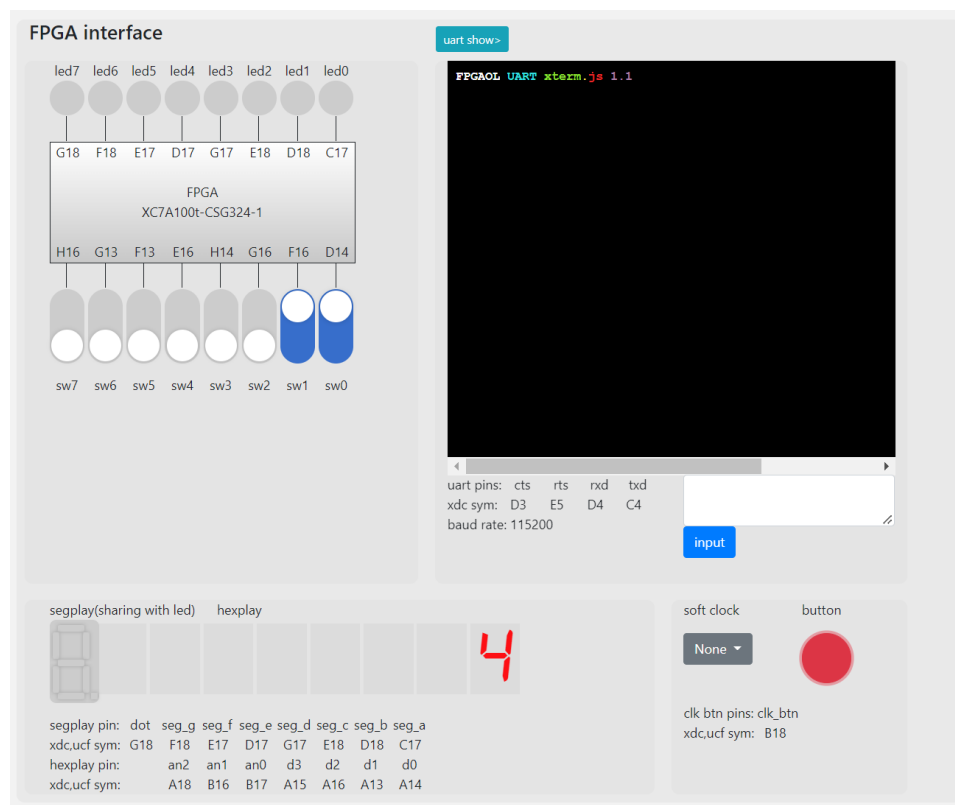 FPGA interface
uart show>
led7 led6 led5 led4 led3 led2 led1 led0
G18 F18 E17 D17 G17 E18 D18 C17
FPGA
XC7A100t-CSG324-1
H16 G13 F13 E16 H14 G16 F16 D14
sw7 sw6 sw5 sw4 sw3 sw2 sw1 sw0
FPGAOL UART xterm.js 1.1
uart pins: cts rts rxd txd
xdc sym: D3 E5 D4 C4
baud rate: 115200
input
segplay(sharing with led) hexplay
4
segplay pin: dot seg_g seg_f seg_e seg_d seg_c seg_b seg_a
xdc,ucf sym: G18 F18 E17 D17 G17 E18 D18 C17
hexplay pin: an2 an1 an0 d3 d2 d1 d0
xdc,ucf sym: A18 B16 B17 A15 A16 A13 A14
soft clock button
None
clk btn pins: clk_btn
xdc,ucf sym: B18